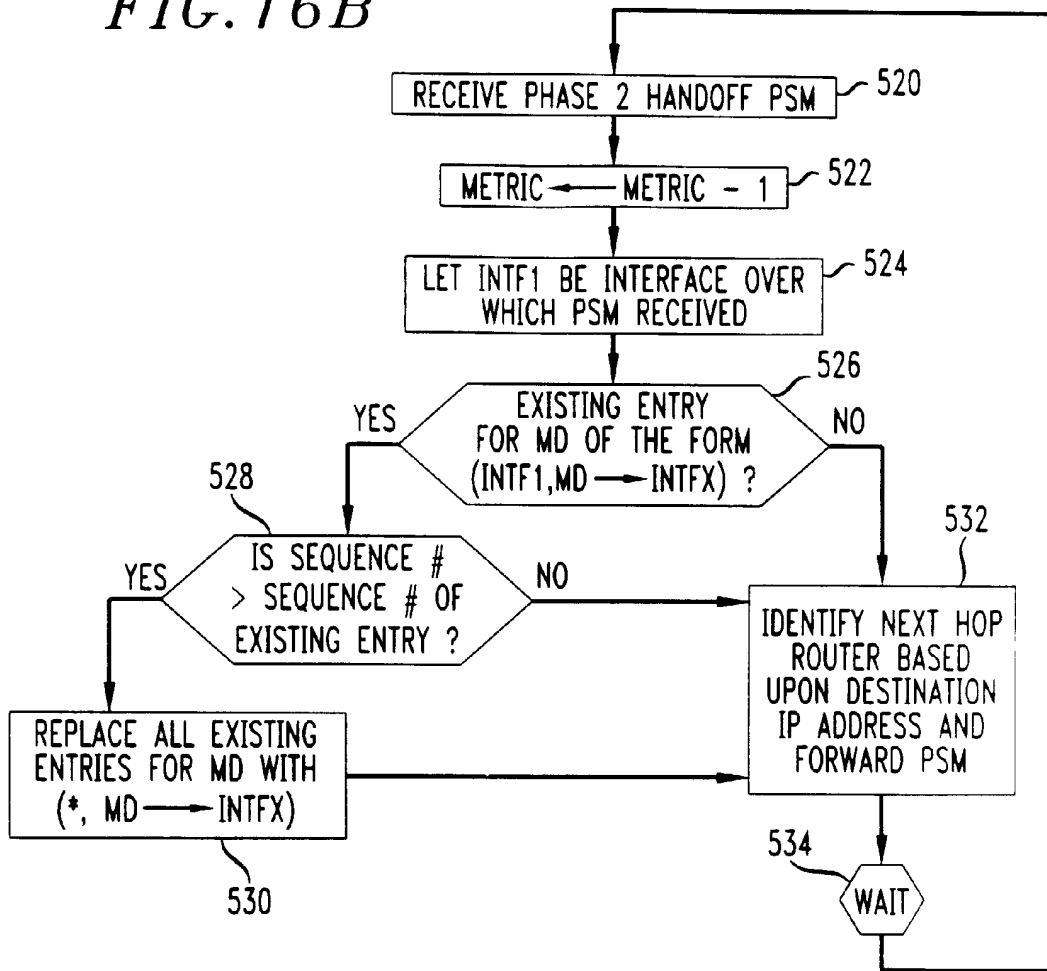 FIG. 16B
RECEIVE PHASE 2 HANDOFF PSM
520
METRIC ← METRIC - 1
522
LET INTF1 BE INTERFACE OVER
WHICH PSM RECEIVED
524
526
YES
EXISTING ENTRY
FOR MD OF THE FORM
(INTF1,MD → INTFX) ?
NO
528
YES
IS SEQUENCE #
> SEQUENCE # OF
EXISTING ENTRY ?
NO
532
IDENTIFY NEXT HOP
ROUTER BASED
UPON DESTINATION
IP ADDRESS AND
FORWARD PSM
REPLACE ALL EXISTING
ENTRIES FOR MD WITH
(*, MD → INTFX)
530
534
WAIT